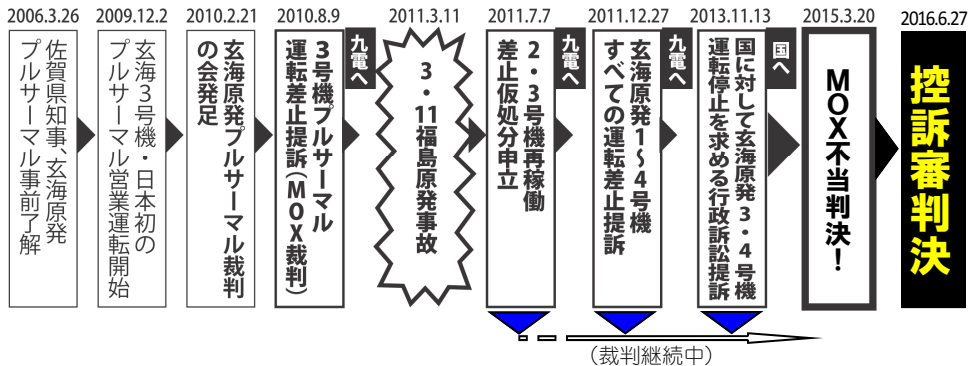 2006.3.26
佐賀県知事、玄海原発
プルサーマル事前了解
2009.12.2
玄海3号機・日本初の
プルサーマル営業運転開始
2010.2.21
玄海原発プルサーマル裁判
の会発足
2010.8.9
3号機プルサーマル
運転差止提訴(MOX裁判)
九電へ
2011.3.11
3・11福島原発事故
2011.7.7
2・3号機再稼働
差止仮処分申立
九電へ
2011.12.27
玄海原発1〜4号機
すべての運転差止提訴
九電へ
2013.11.13
国に対して玄海原発3・4号機
運転停止を求める行政訴訟提訴
国へ
2015.3.20
MOX不当判決!
2016.6.27
控訴審判決
(裁判継続中)